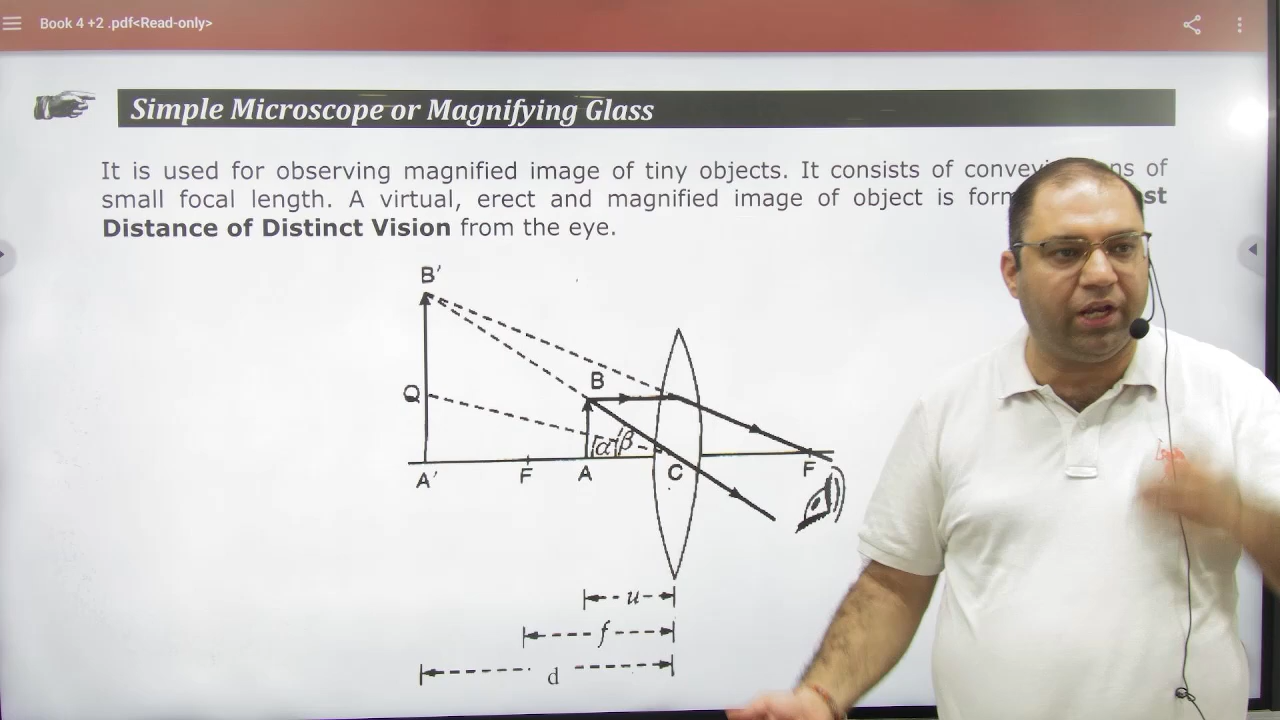 Book 4 +2 .pdf<Read-only>
Simple Microscope or Magnifying Glass
It is used for observing magnified image of tiny objects. It consists of of
small focal length. A virtual, erect and magnified image of object is
Distance of Distinct Vision from the eye.
B'
B
Q
α β
A' F A C F
u
f
d